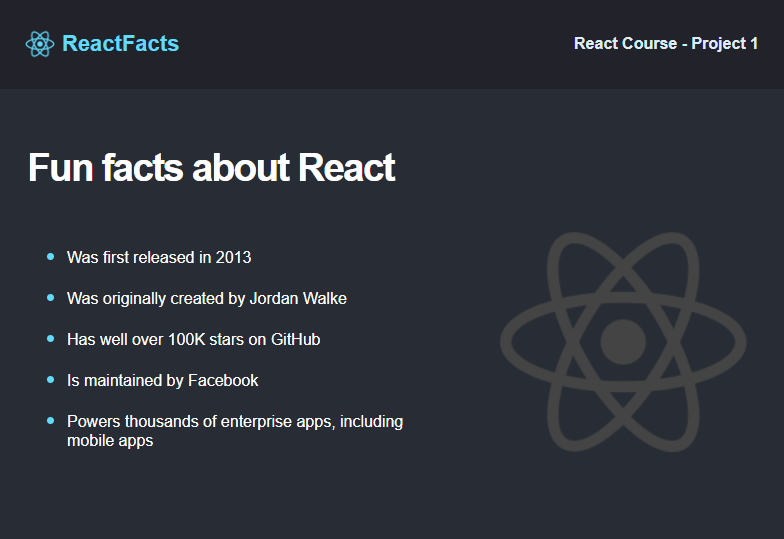 ReactFacts
React Course - Project 1
Fun facts about React
Was first released in 2013
Was originally created by Jordan Walke
Has well over 100K stars on GitHub
Is maintained by Facebook
Powers thousands of enterprise apps, including
mobile apps